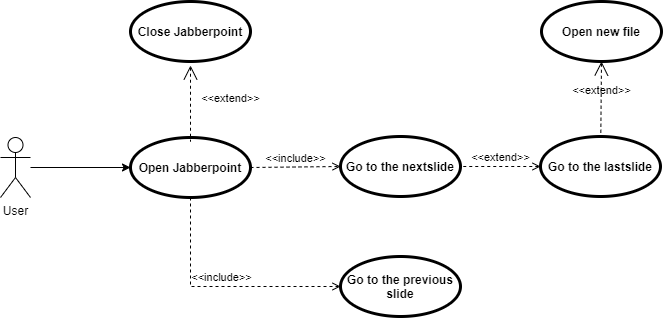 Close Jabberpoint
Open new file
<<extend>>
<<extend>>
Open Jabberpoint
<<include>>
Go to the nextslide
<<extend>>
Go to the lastslide
User
<<include>>
Go to the previous
slide